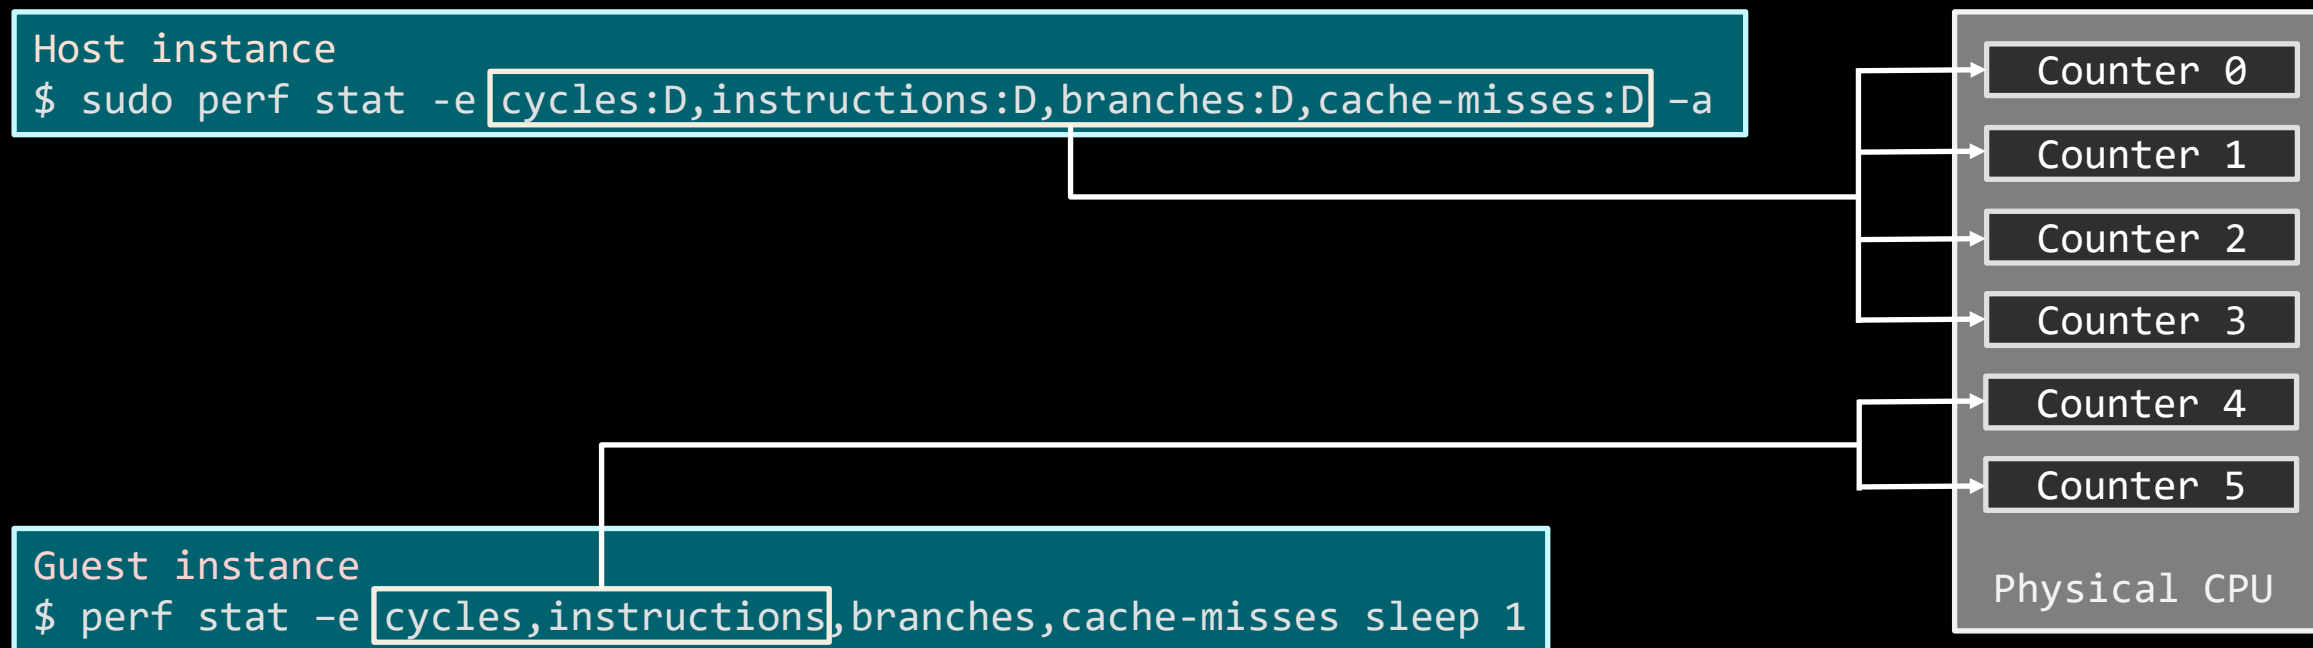 Host instance
$ sudo perf stat -e cycles:D,instructions:D,branches:D,cache-misses:D –a
Counter 0
Counter 1
Counter 2
Counter 3
Counter 4
Counter 5
Physical CPU
Guest instance
$ perf stat –e cycles,instructions,branches,cache-misses sleep 1